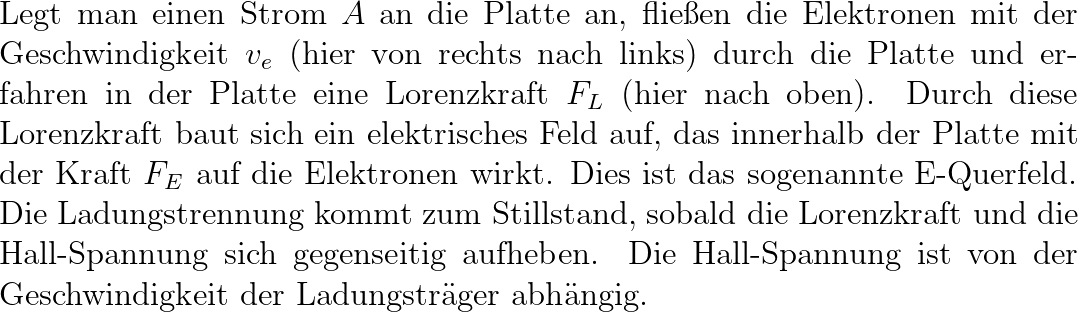 Legt man einen Strom A an die Platte an, fließen die Elektronen mit der
Geschwindigkeit v_e (hier von rechts nach links) durch die Platte und er-
fahren in der Platte eine Lorenzkraft F_L (hier nach oben). Durch diese
Lorenzkraft baut sich ein elektrisches Feld auf, das innerhalb der Platte mit
der Kraft F_E auf die Elektronen wirkt. Dies ist das sogenannte E-Querfeld.
Die Ladungstrennung kommt zum Stillstand, sobald die Lorenzkraft und die
Hall-Spannung sich gegenseitig aufheben. Die Hall-Spannung ist von der
Geschwindigkeit der Ladungsträger abhängig.